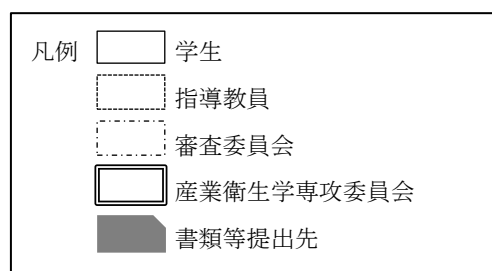 凡例 学生
指導教員
審査委員会
産業衛生学専攻委員会
書類等提出先